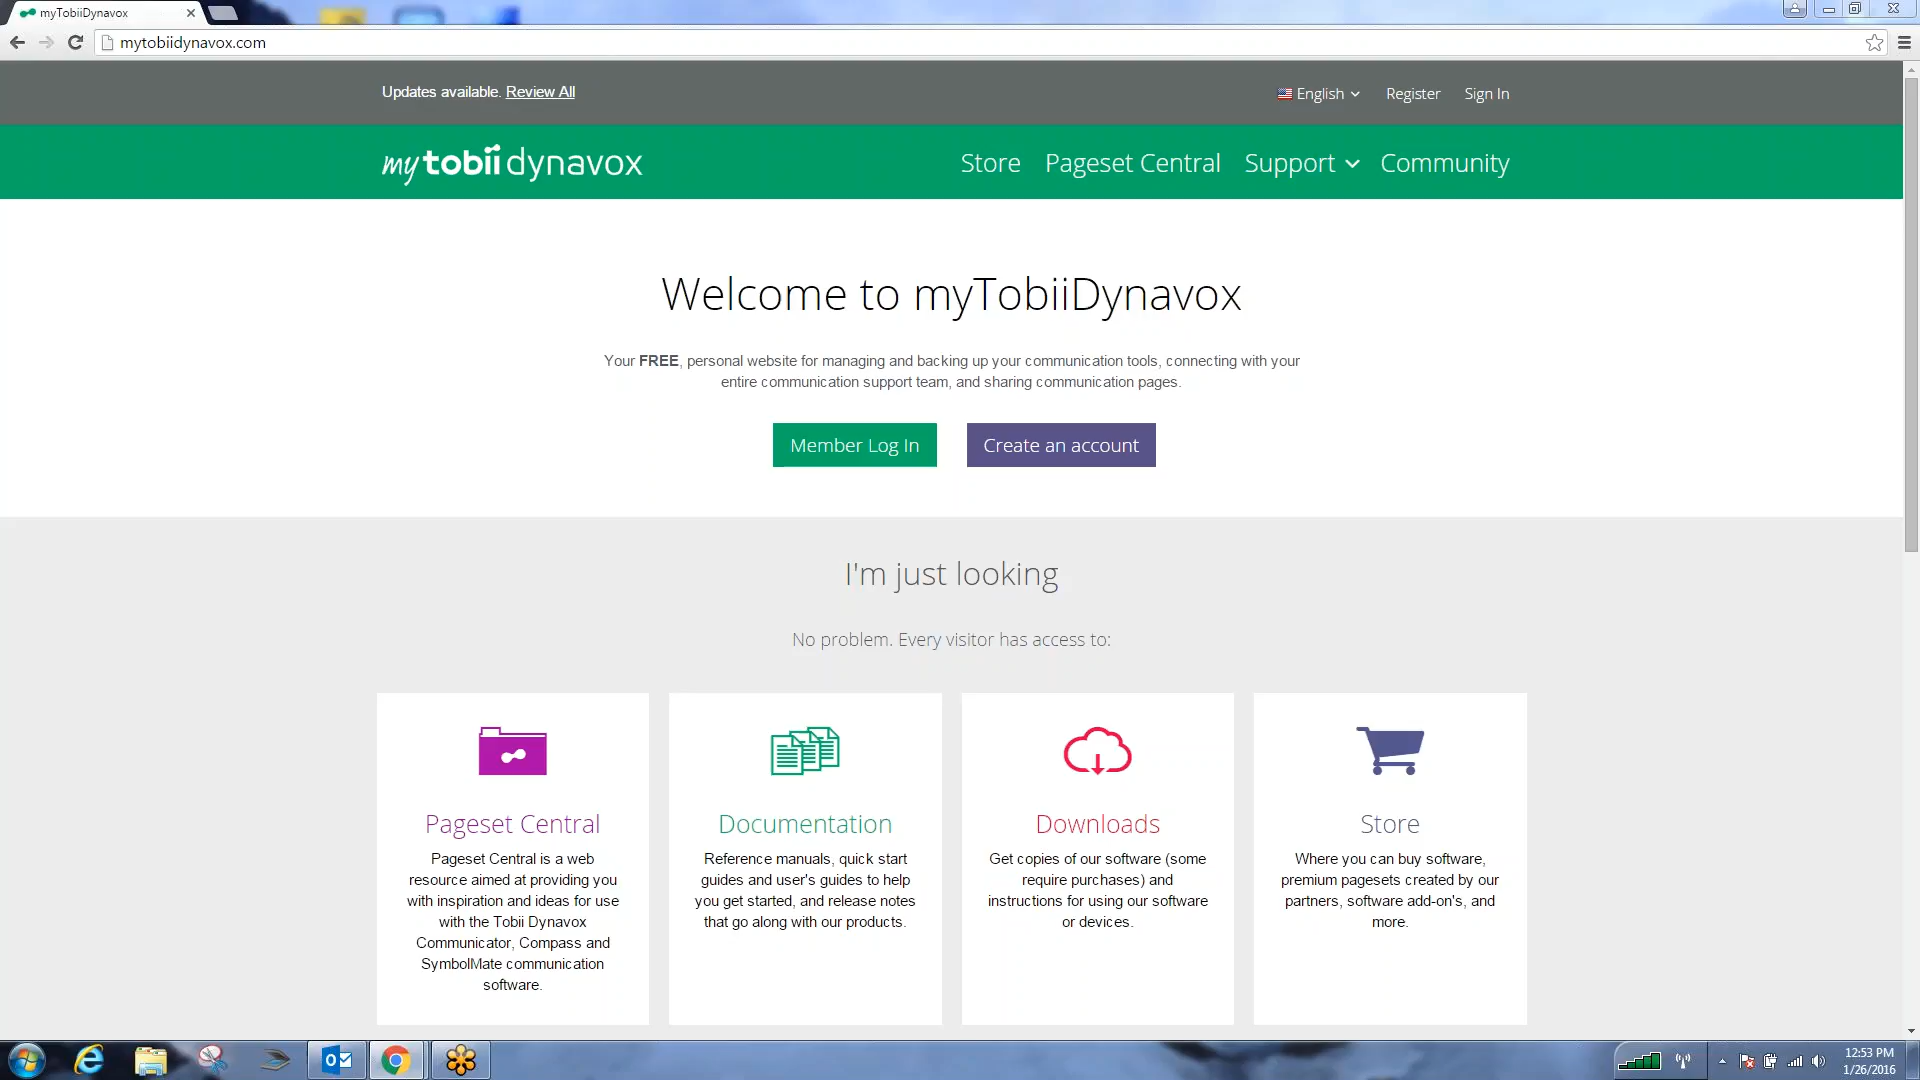 myTobiiDynavox
mytobiidynavox.com
Updates available. Review All
English Register Sign In
my tobii dynavox
Store Pageset Central Support Community
Welcome to myTobiiDynavox
Your FREE, personal website for managing and backing up your communication tools, connecting with your
entire communication support team, and sharing communication pages.
Member Log In Create an account
I'm just looking
No problem. Every visitor has access to:
Pageset Central
Pageset Central is a web
resource aimed at providing you
with inspiration and ideas for use
with the Tobii Dynavox
Communicator, Compass and
SymbolMate communication
software.
Documentation
Reference manuals, quick start
guides and user's guides to help
you get started, and release notes
that go along with our products.
Downloads
Get copies of our software (some
require purchases) and
instructions for using our software
or devices.
Store
Where you can buy software,
premium pagesets created by our
partners, software add-on's, and
more.
12:53 PM
1/26/2016